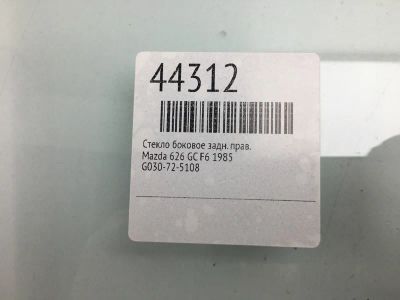 44312
Стекло боковое задн. прав.
Mazda 626 GC F6 1985
G030-72-5108